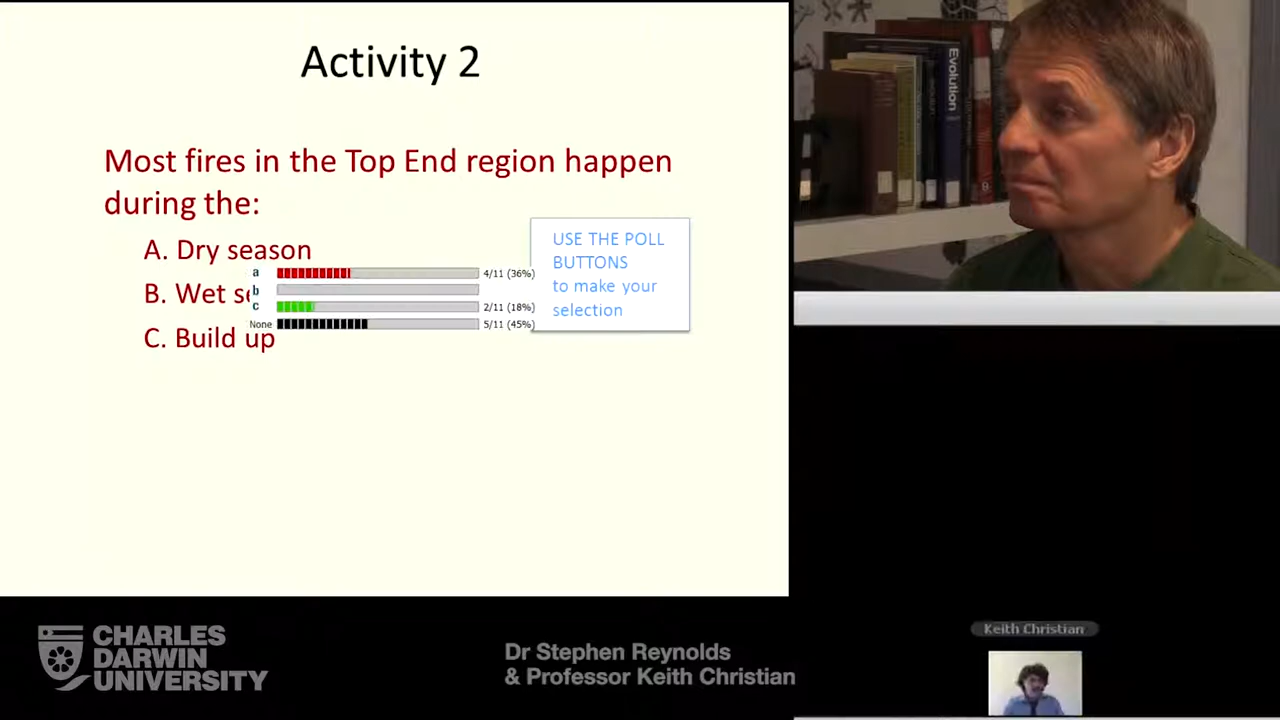 Activity 2
Most fires in the Top End region happen
during the:
A. Dry season
a 4/11 (36%)
B. Wet se
b
c 2/11 (18%)
None 5/11 (45%)
C. Build up
USE THE POLL
BUTTONS
to make your
selection
Evolution
CHARLES
DARWIN
UNIVERSITY
Dr Stephen Reynolds
& Professor Keith Christian
Keith Christian